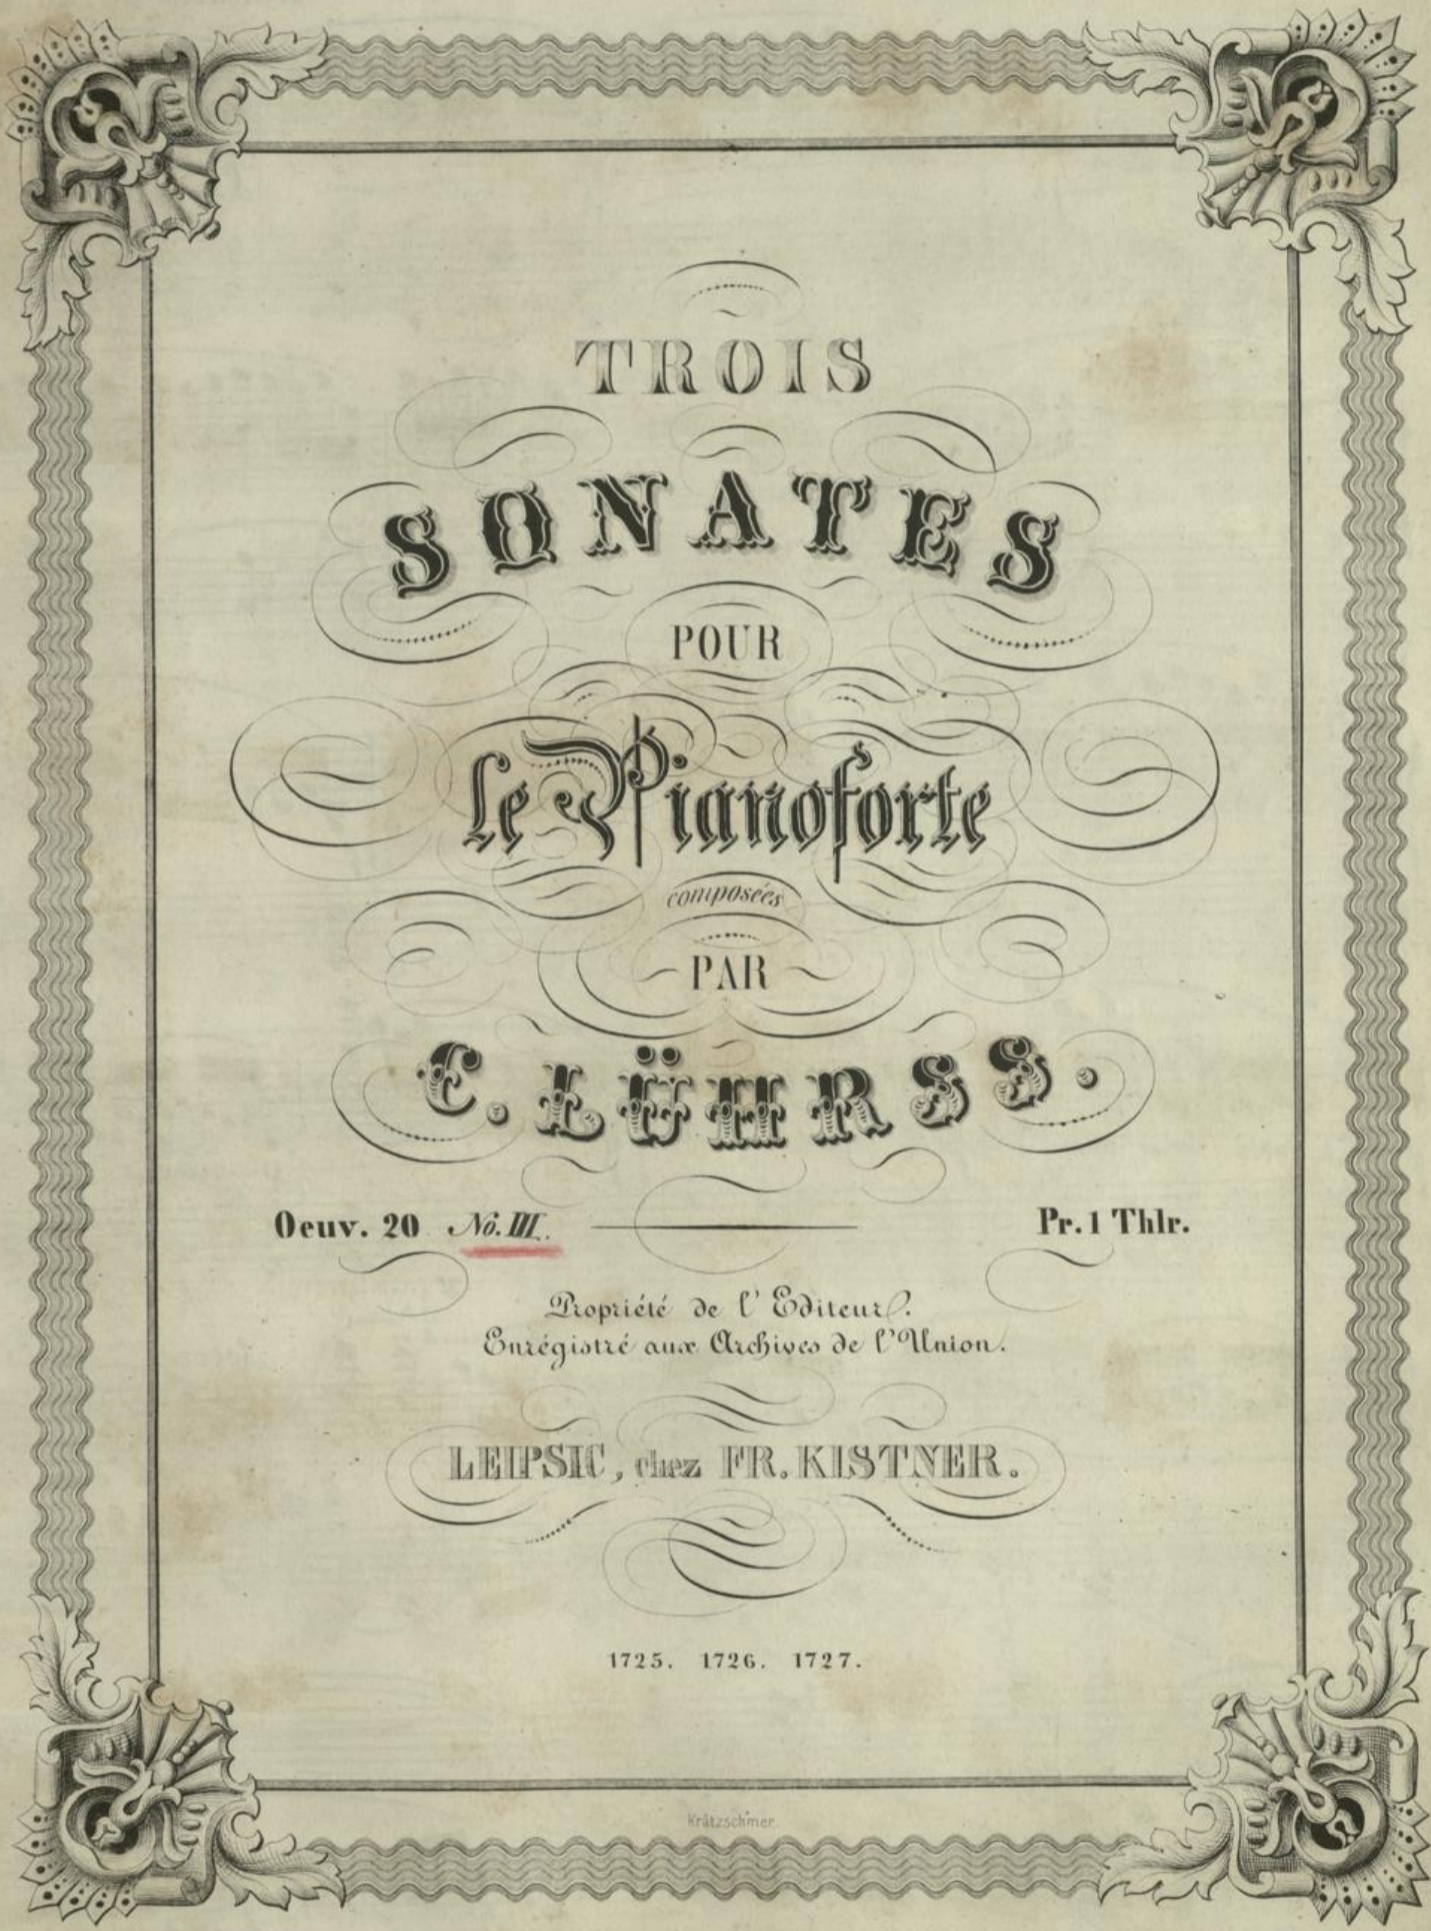 TROIS
SONATES
POUR
le Pianoforte
composées
PAR
C. LÜHRSS.
Oeuv. 20 No. III. Pr. 1 Thlr.
Propriété de l'Editeur.
Enrégistré aux Archives de l'Union.
LEIPSIC, chez FR. KISTNER.
1725. 1726. 1727.
Krätzschmer